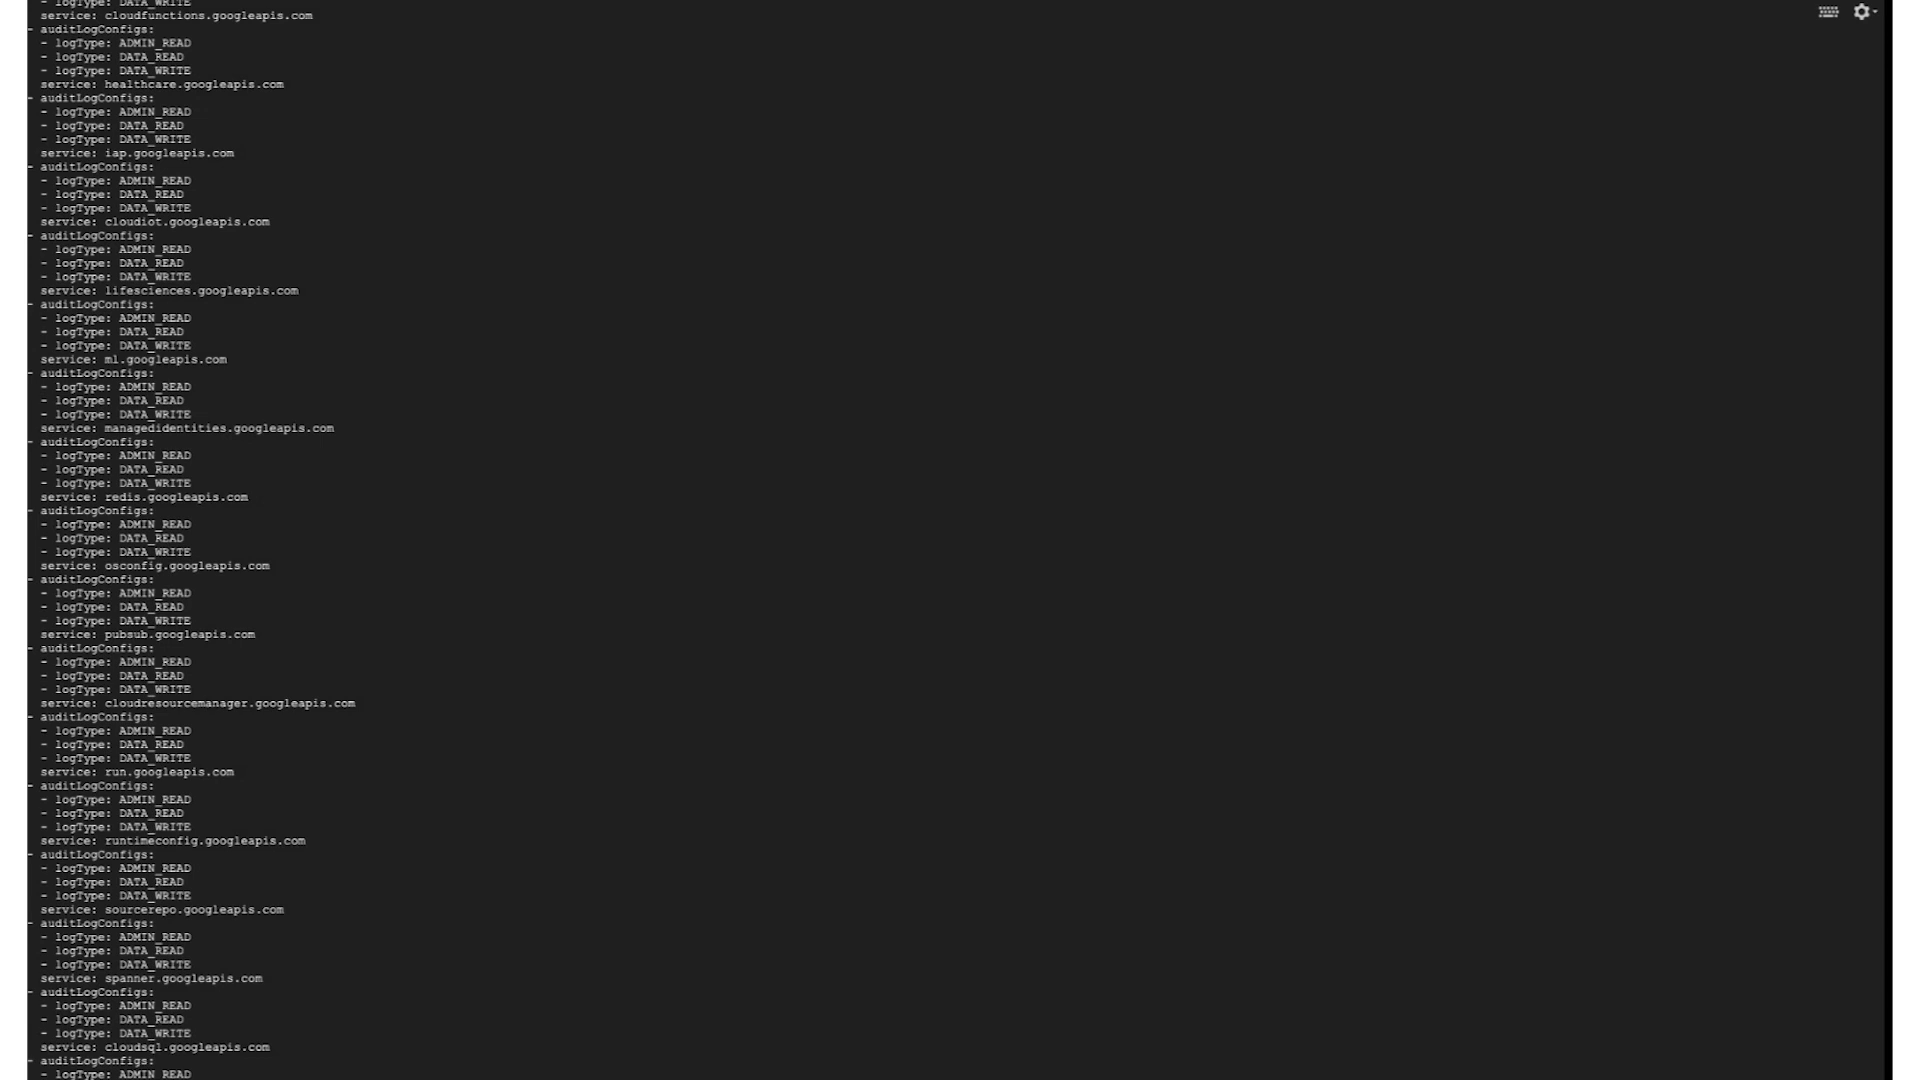 - logType: DATA_WRITE
service: cloudfunctions.googleapis.com
- auditLogConfigs:
- logType: ADMIN_READ
- logType: DATA_READ
- logType: DATA_WRITE
service: healthcare.googleapis.com
- auditLogConfigs:
- logType: ADMIN_READ
- logType: DATA_READ
- logType: DATA_WRITE
service: iap.googleapis.com
- auditLogConfigs:
- logType: ADMIN_READ
- logType: DATA_READ
- logType: DATA_WRITE
service: cloudiot.googleapis.com
- auditLogConfigs:
- logType: ADMIN_READ
- logType: DATA_READ
- logType: DATA_WRITE
service: lifesciences.googleapis.com
- auditLogConfigs:
- logType: ADMIN_READ
- logType: DATA_READ
- logType: DATA_WRITE
service: ml.googleapis.com
- auditLogConfigs:
- logType: ADMIN_READ
- logType: DATA_READ
- logType: DATA_WRITE
service: managedidentities.googleapis.com
- auditLogConfigs:
- logType: ADMIN_READ
- logType: DATA_READ
- logType: DATA_WRITE
service: redis.googleapis.com
- auditLogConfigs:
- logType: ADMIN_READ
- logType: DATA_READ
- logType: DATA_WRITE
service: osconfig.googleapis.com
- auditLogConfigs:
- logType: ADMIN_READ
- logType: DATA_READ
- logType: DATA_WRITE
service: pubsub.googleapis.com
- auditLogConfigs:
- logType: ADMIN_READ
- logType: DATA_READ
- logType: DATA_WRITE
service: cloudresourcemanager.googleapis.com
- auditLogConfigs:
- logType: ADMIN_READ
- logType: DATA_READ
- logType: DATA_WRITE
service: run.googleapis.com
- auditLogConfigs:
- logType: ADMIN_READ
- logType: DATA_READ
- logType: DATA_WRITE
service: runtimeconfig.googleapis.com
- auditLogConfigs:
- logType: ADMIN_READ
- logType: DATA_READ
- logType: DATA_WRITE
service: sourcerepo.googleapis.com
- auditLogConfigs:
- logType: ADMIN_READ
- logType: DATA_READ
- logType: DATA_WRITE
service: spanner.googleapis.com
- auditLogConfigs:
- logType: ADMIN_READ
- logType: DATA_READ
- logType: DATA_WRITE
service: cloudsql.googleapis.com
- auditLogConfigs:
- logType: ADMIN_READ